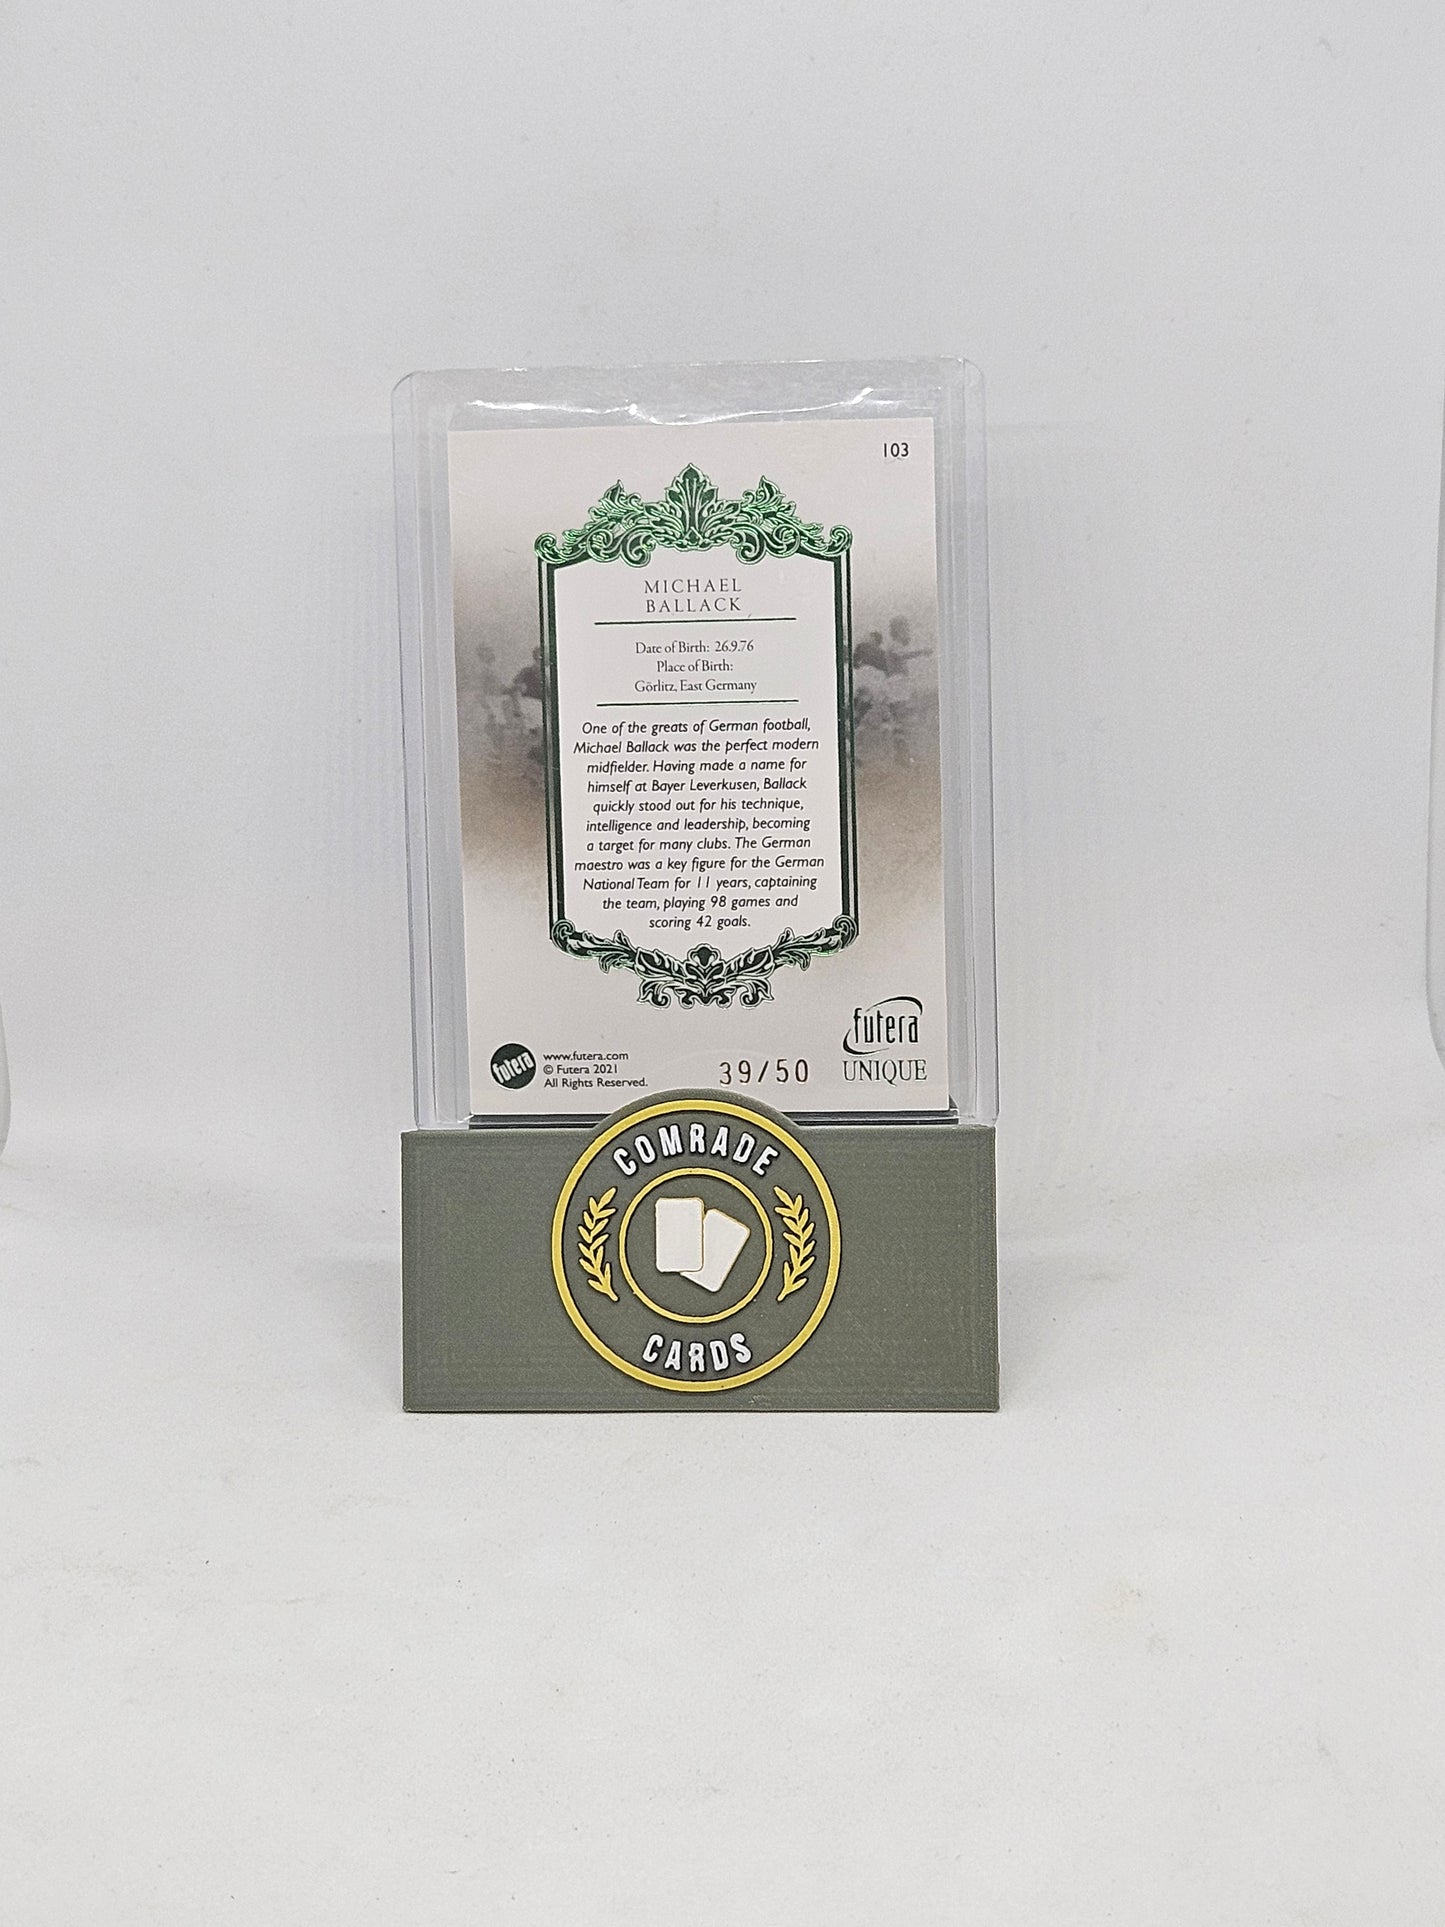 103
MICHAEL
BALLACK
Date of Birth: 26.9.76
Place of Birth:
Görlitz, East Germany
One of the greats of German football,
Michael Ballack was the perfect modern
midfielder. Having made a name for
himself at Bayer Leverkusen, Ballack
quickly stood out for his technique,
intelligence and leadership, becoming
a target for many clubs. The German
maestro was a key figure for the German
National Team for 11 years, captaining
the team, playing 98 games and
scoring 42 goals.
futera
www.futera.com
© Futera 2021
All Rights Reserved.
39/50
futera
UNIQUE
COMRADE
CARDS